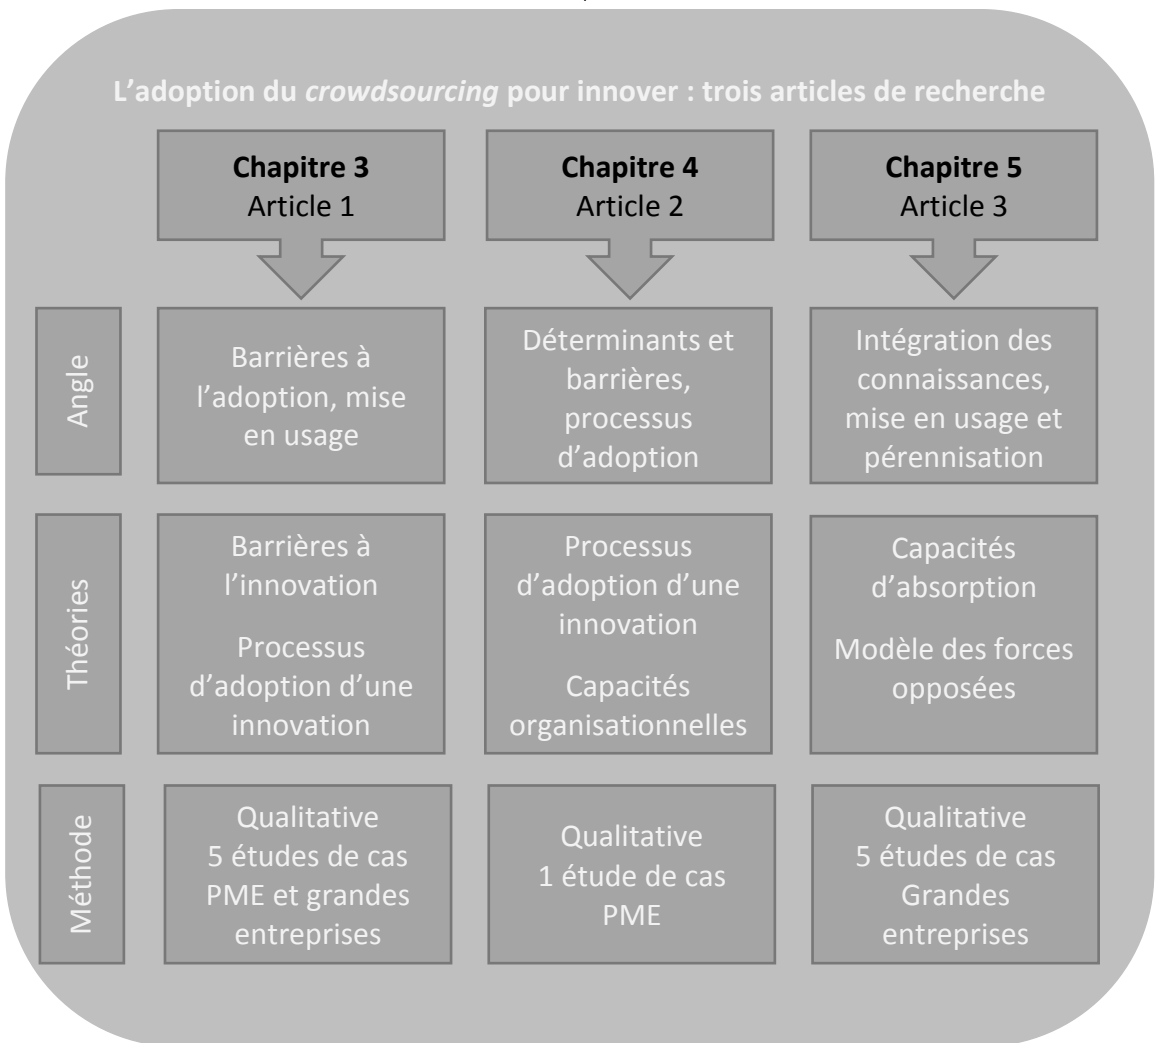 L’adoption du crowdsourcing pour innover : trois articles de recherche
Chapitre 3
Article 1
Chapitre 4
Article 2
Chapitre 5
Article 3
Angle
Barrières à
l’adoption, mise
en usage
Déterminants et
barrières,
processus
d’adoption
Intégration des
connaissances,
mise en usage et
pérennisation
Théories
Barrières à
l’innovation
Processus
d’adoption d’une
innovation
Processus
d’adoption d’une
innovation
Capacités
organisationnelles
Capacités
d’absorption
Modèle des forces
opposées
Méthode
Qualitative
5 études de cas
PME et grandes
entreprises
Qualitative
1 étude de cas
PME
Qualitative
5 études de cas
Grandes
entreprises